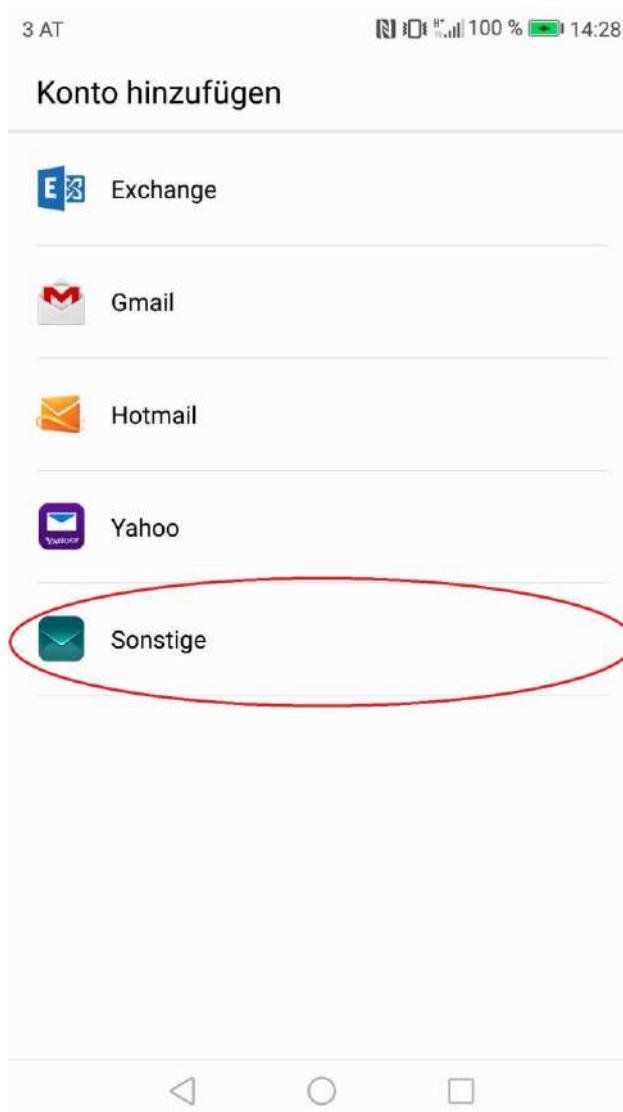 3 AT 100 % 14:28
Konto hinzufügen
Exchange
Gmail
Hotmail
Yahoo
Sonstige